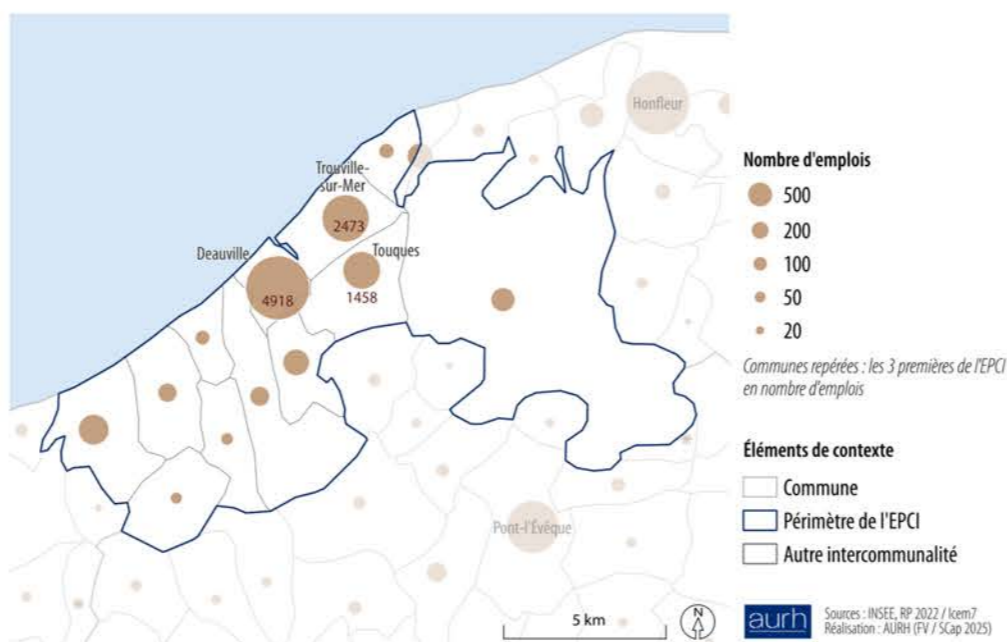 Honfleur
Trouville-
sur-Mer
2473
Deauville
Touques
4918
1458
Pont-l'Évêque
5 km
N
Nombre d'emplois
500
200
100
50
20
Communes repérées : les 3 premières de l'EPCI
en nombre d'emplois
Éléments de contexte
Commune
Périmètre de l'EPCI
Autre intercommunalité
aurh
Sources : INSEE, RP 2022 / Icem7
Réalisation : AURH (FV / SCap 2025)